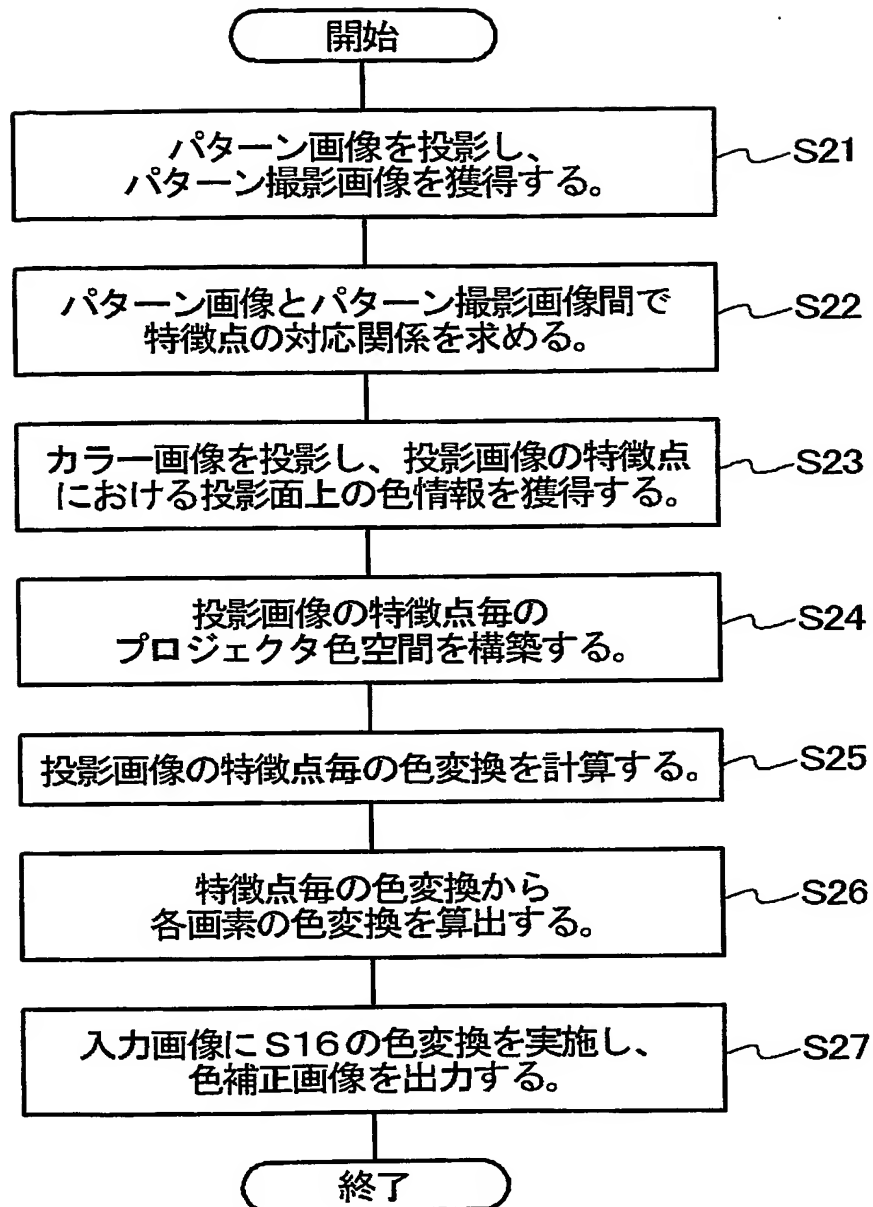 開始
パターン画像を投影し、
パターン撮影画像を獲得する。
S21
パターン画像とパターン撮影画像間で
特徴点の対応関係を求める。
S22
カラー画像を投影し、投影画像の特徴点
における投影面上の色情報を獲得する。
S23
投影画像の特徴点毎の
プロジェクタ色空間を構築する。
S24
投影画像の特徴点毎の色変換を計算する。
S25
特徴点毎の色変換から
各画素の色変換を算出する。
S26
入力画像にS16の色変換を実施し、
色補正画像を出力する。
S27
終了